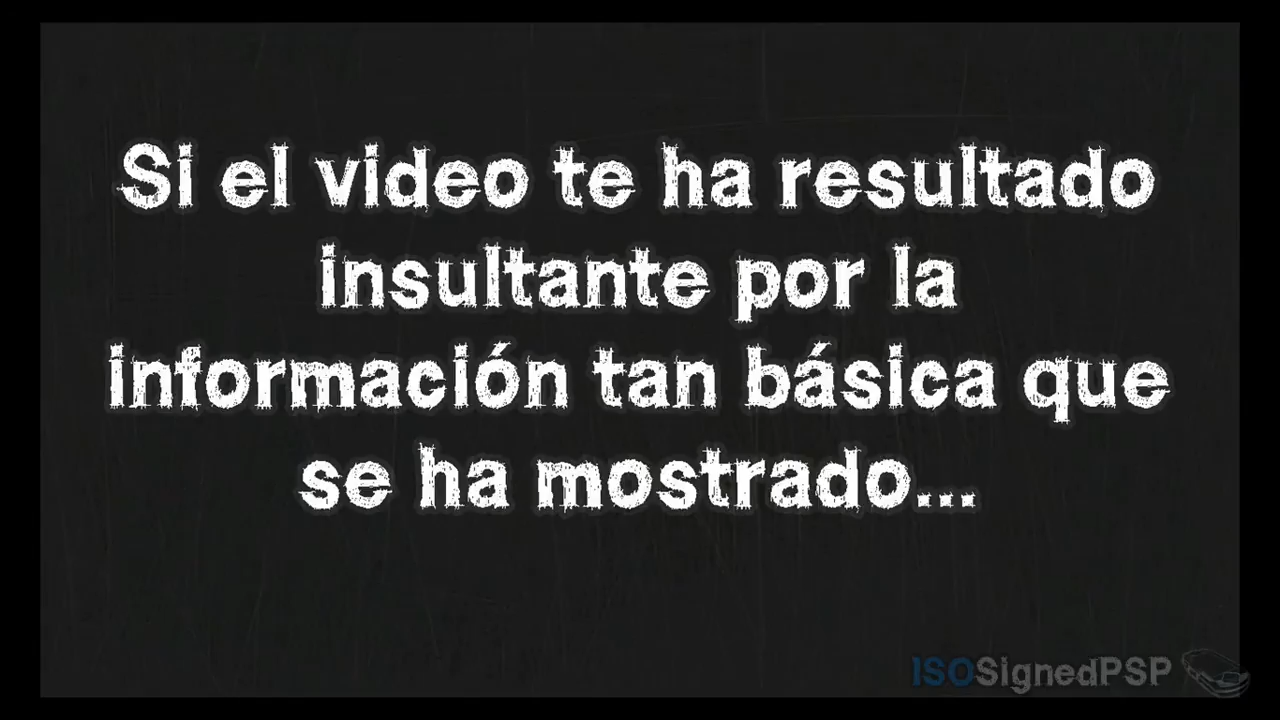 Si el video te ha resultado
insultante por la
información tan básica que
se ha mostrado...
ISOSignedPSP